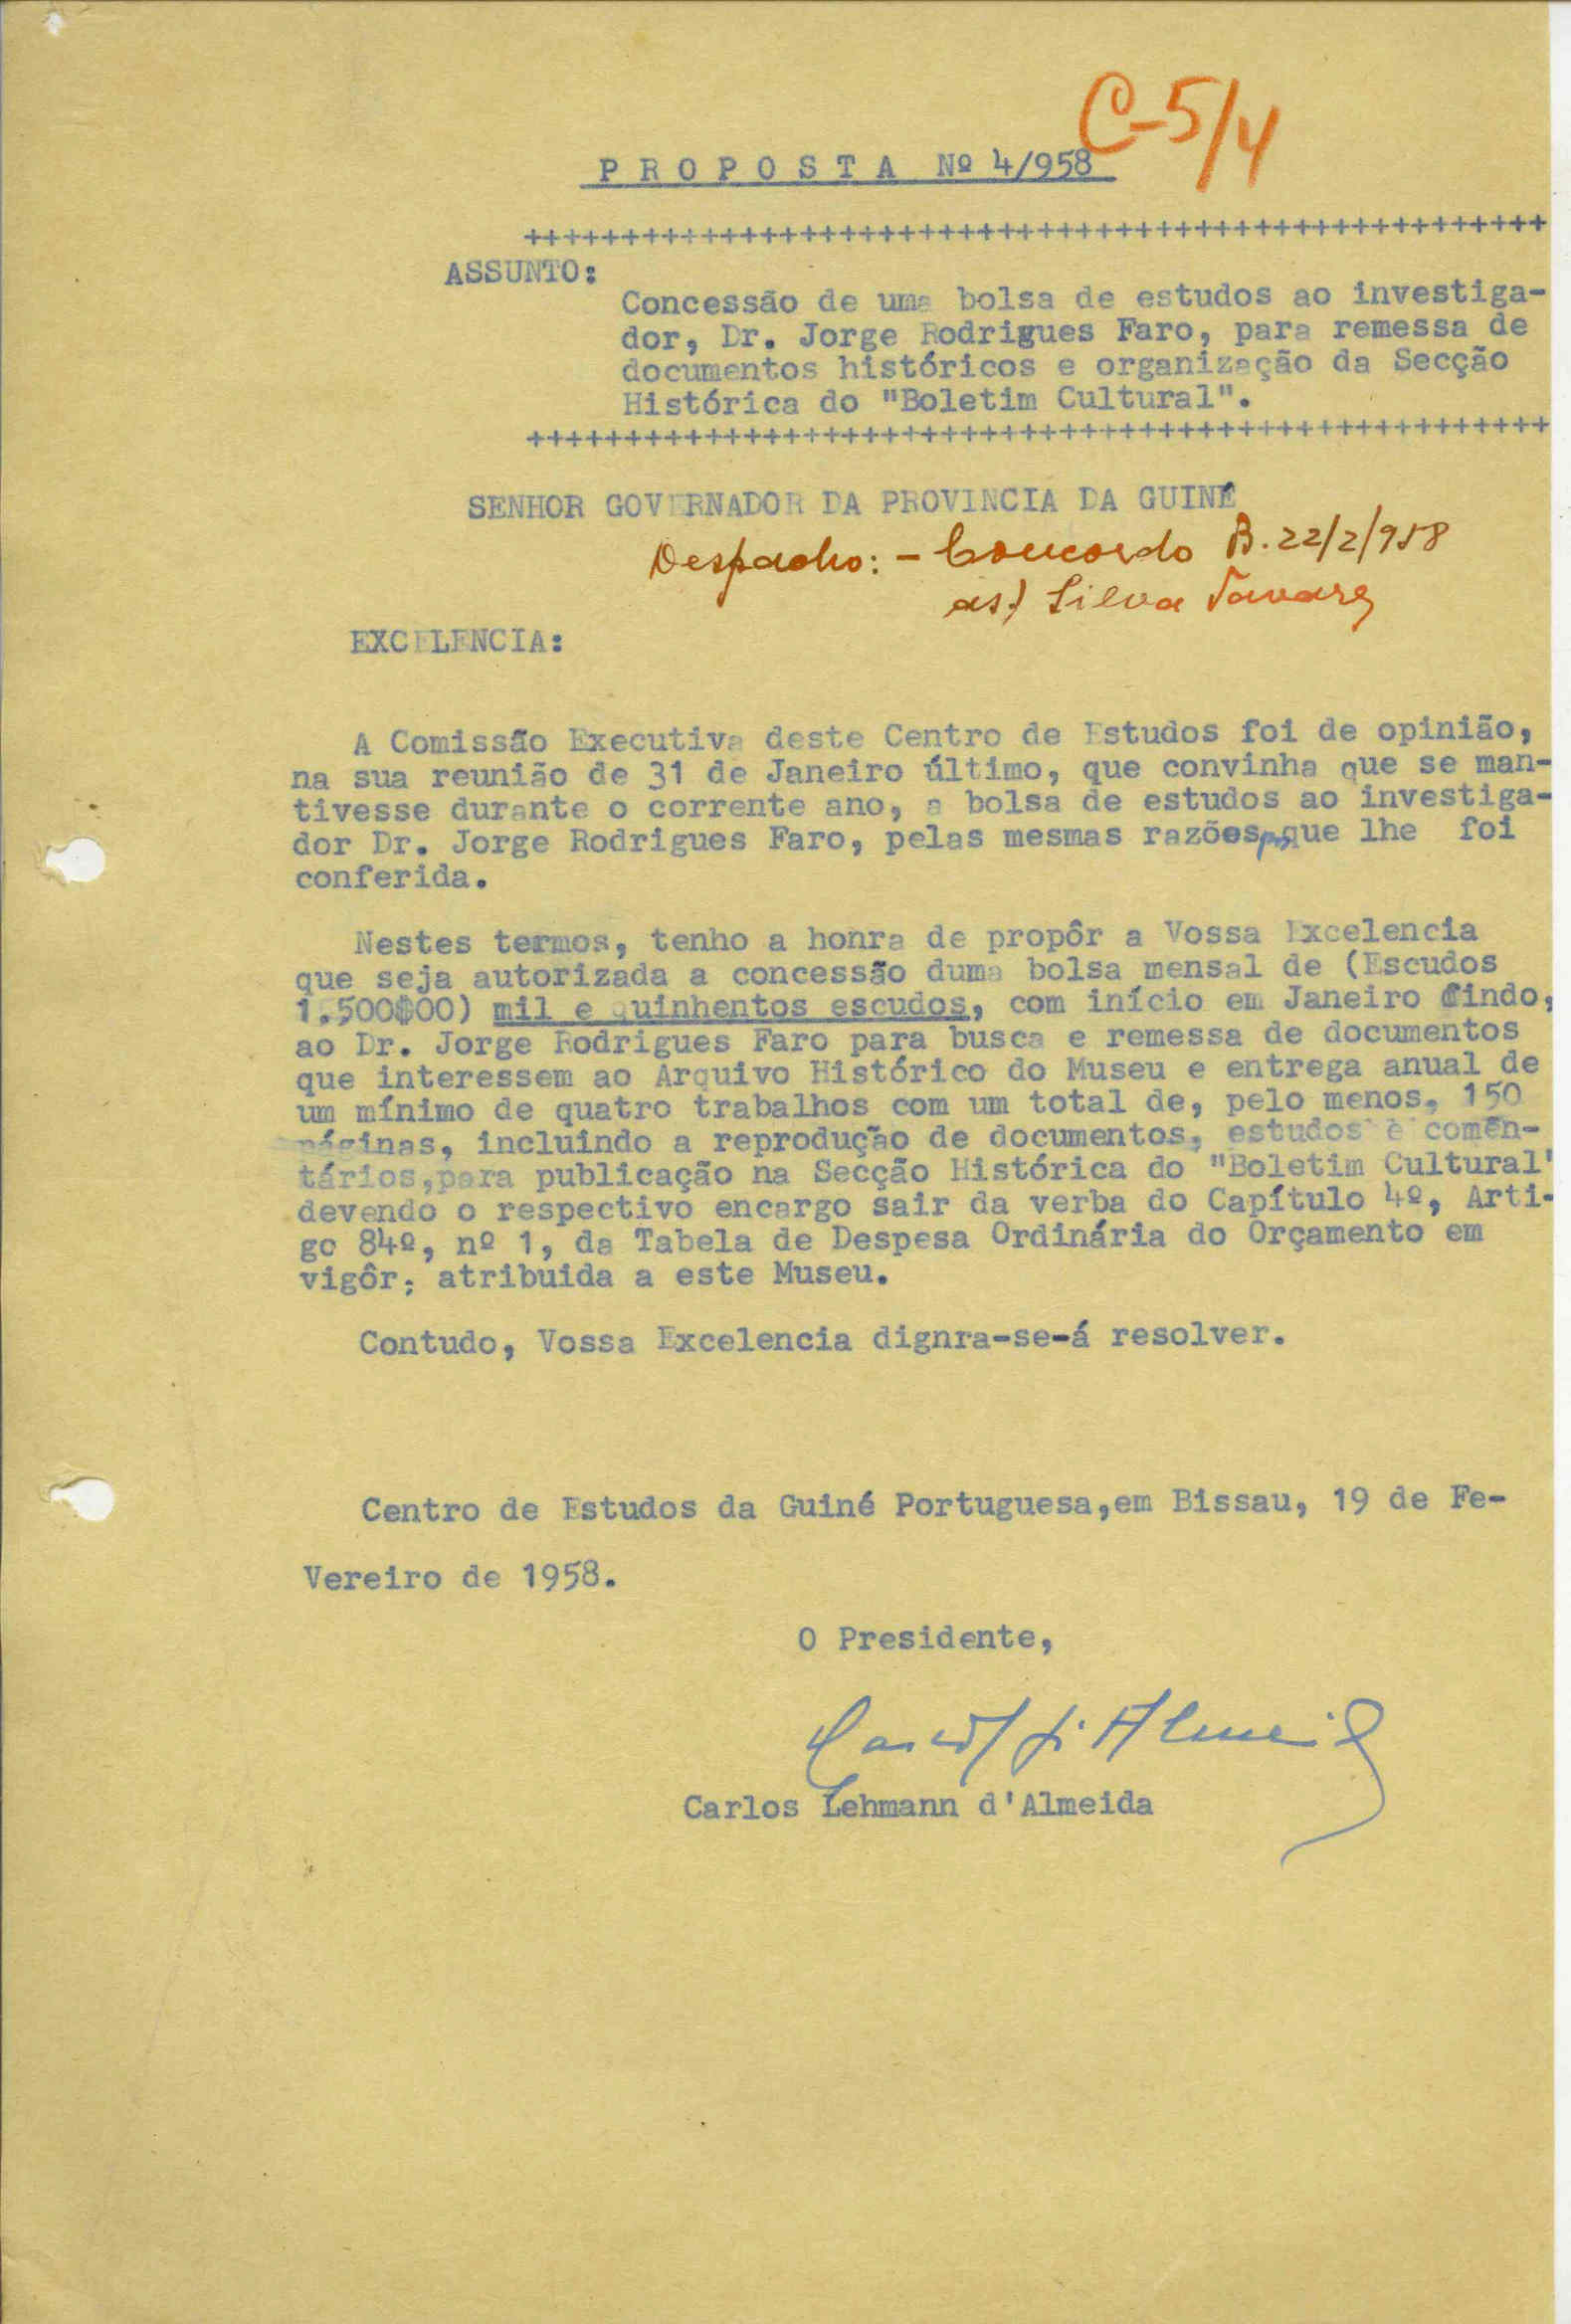 C-5/4
PROPOSTA Nº 4/958
++++++++++++++++++++++++++++++++++++++++++++++++++++
ASSUNTO:
Concessão de uma bolsa de estudos ao investiga-
dor, Dr. Jorge Rodrigues Faro, para remessa de
documentos históricos e organização da Secção
Histórica do "Boletim Cultural".
++++++++++++++++++++++++++++++++++++++++++++++++++++
SENHOR GOVERNADOR DA PROVINCIA DA GUINÉ
Despacho: - Concordo B. 22/2/958
as) Silva Tavares
EXCELENCIA:
A Comissão Executiva deste Centro de Estudos foi de opinião,
na sua reunião de 31 de Janeiro último, que convinha que se man-
tivesse durante o corrente ano, a bolsa de estudos ao investiga-
dor Dr. Jorge Rodrigues Faro, pelas mesmas razões por que lhe foi
conferida.
Nestes termos, tenho a honra de propôr a Vossa Excelencia
que seja autorizada a concessão duma bolsa mensal de (Escudos
1.500$00) mil e quinhentos escudos, com início em Janeiro findo,
ao Dr. Jorge Rodrigues Faro para busca e remessa de documentos
que interessem ao Arquivo Histórico do Museu e entrega anual de
um mínimo de quatro trabalhos com um total de, pelo menos, 150
páginas, incluindo a reprodução de documentos, estudos e comen-
tários,para publicação na Secção Histórica do "Boletim Cultural"
devendo o respectivo encargo sair da verba do Capítulo 4º, Arti-
go 84º, nº 1, da Tabela de Despesa Ordinária do Orçamento em
vigôr, atribuida a este Museu.
Contudo, Vossa Excelencia dignra-se-á resolver.
Centro de Estudos da Guiné Portuguesa,em Bissau, 19 de Fe-
Vereiro de 1958.
O Presidente,
Carlos Lehmann d'Almeida